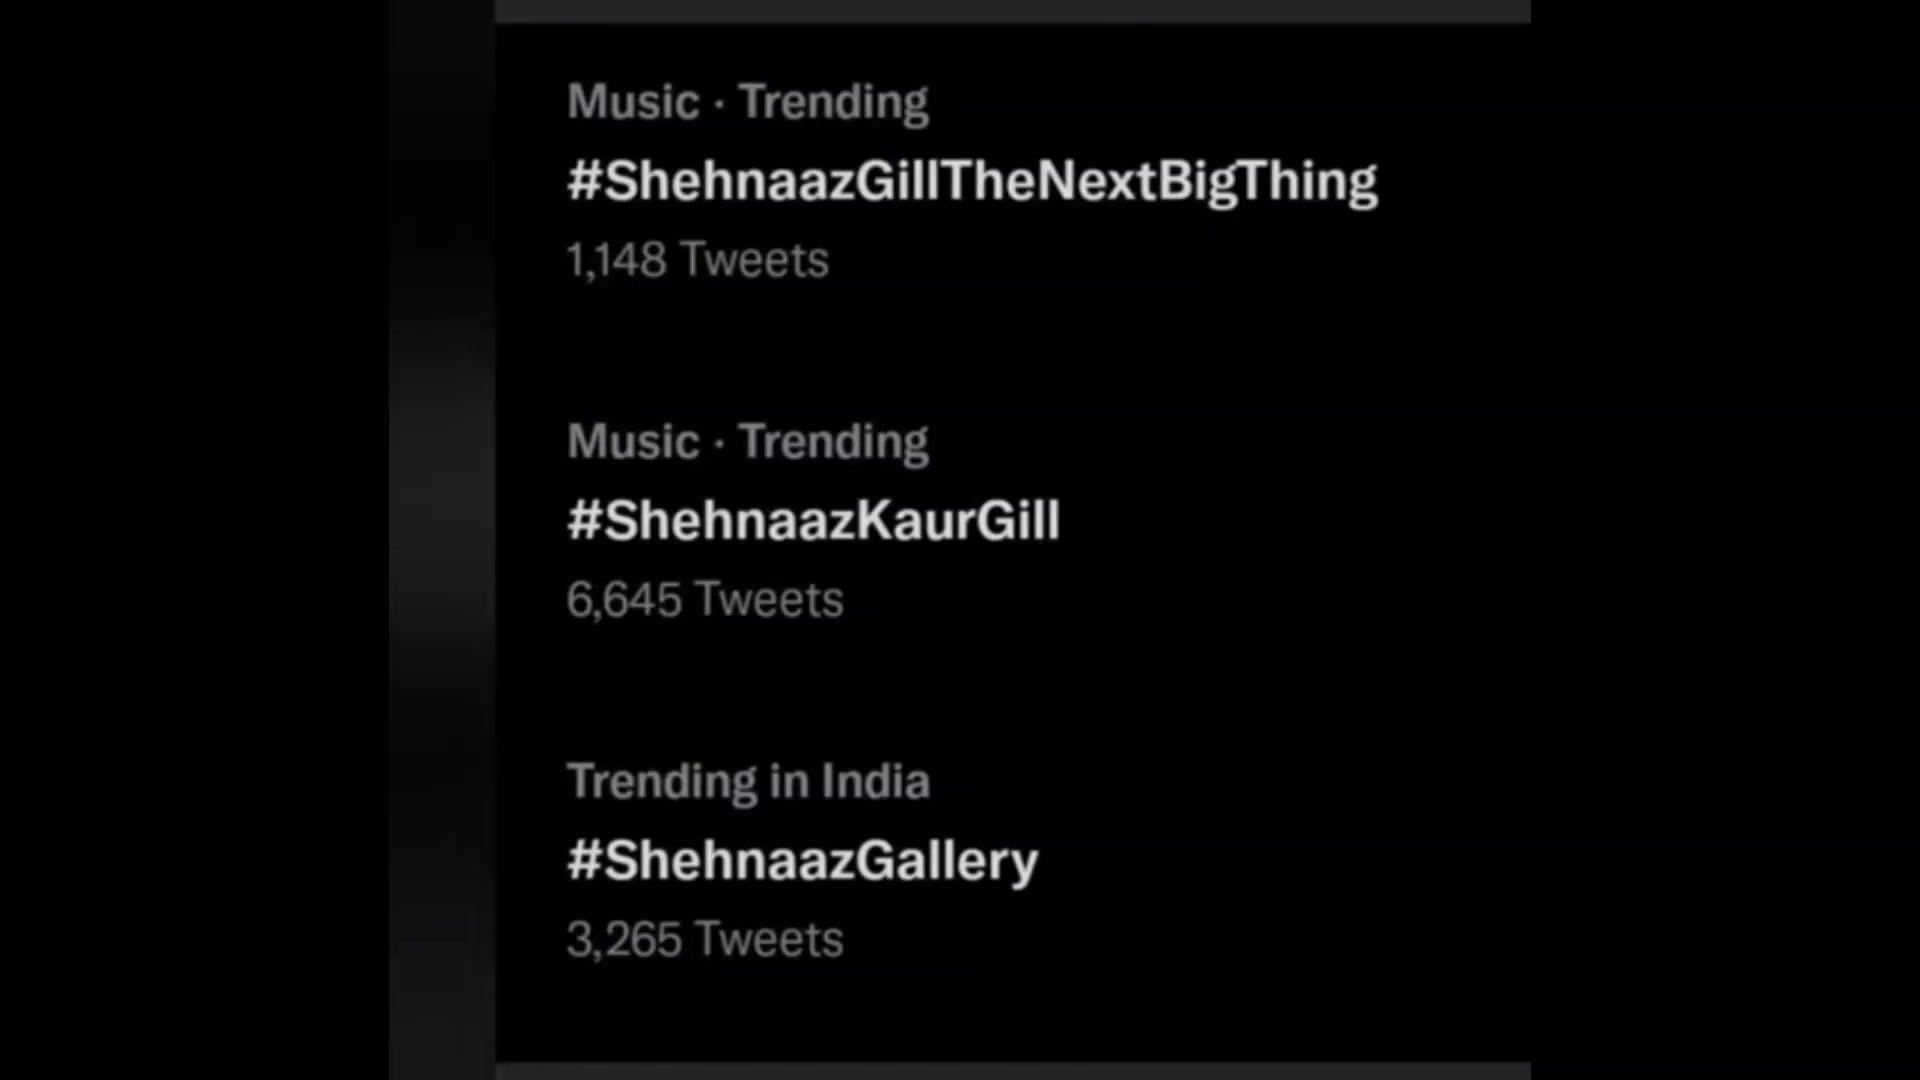 Music · Trending
#ShehnaazGillTheNextBigThing
1,148 Tweets
Music · Trending
#ShehnaazKaurGill
6,645 Tweets
Trending in India
#ShehnaazGallery
3,265 Tweets